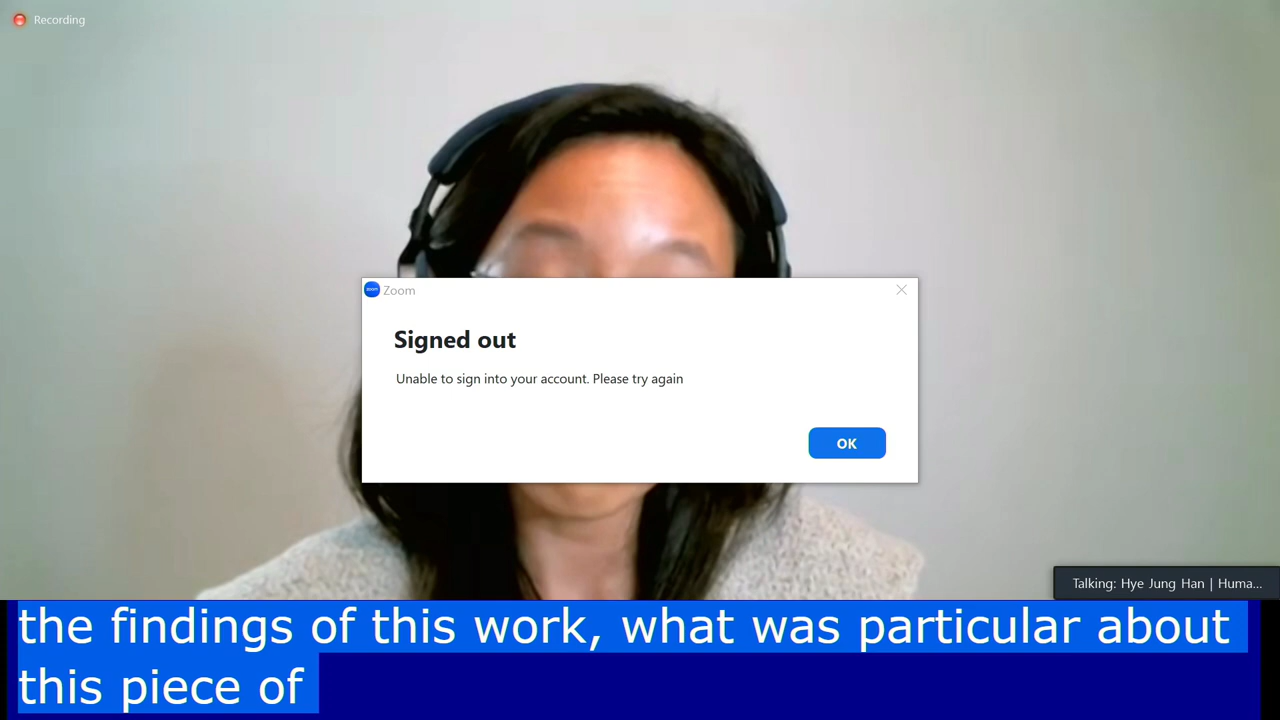 Recording
Zoom
Signed out
Unable to sign into your account. Please try again
OK
Talking: Hye Jung Han | Huma...
the findings of this work, what was particular about
this piece of